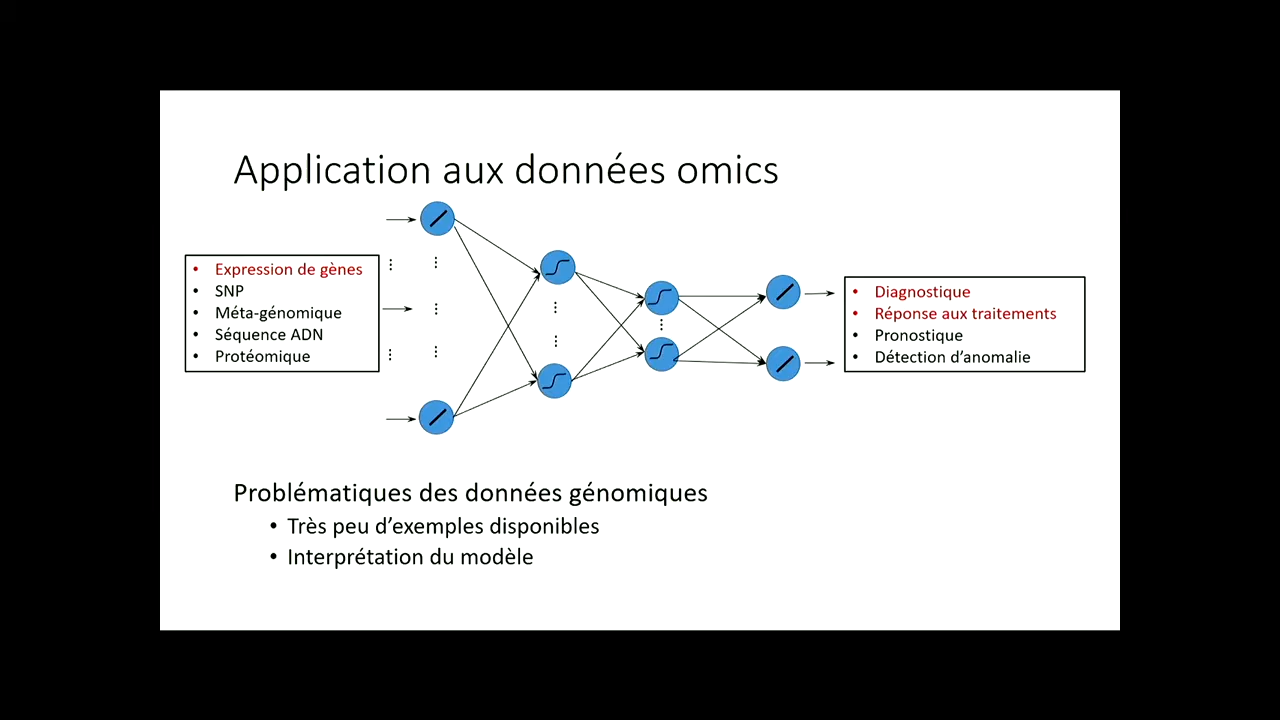 Application aux données omics
• Expression de gènes
• SNP
• Méta-génomique
• Séquence ADN
• Protéomique
• Diagnostique
• Réponse aux traitements
• Pronostique
• Détection d'anomalie
Problématiques des données génomiques
• Très peu d'exemples disponibles
• Interprétation du modèle